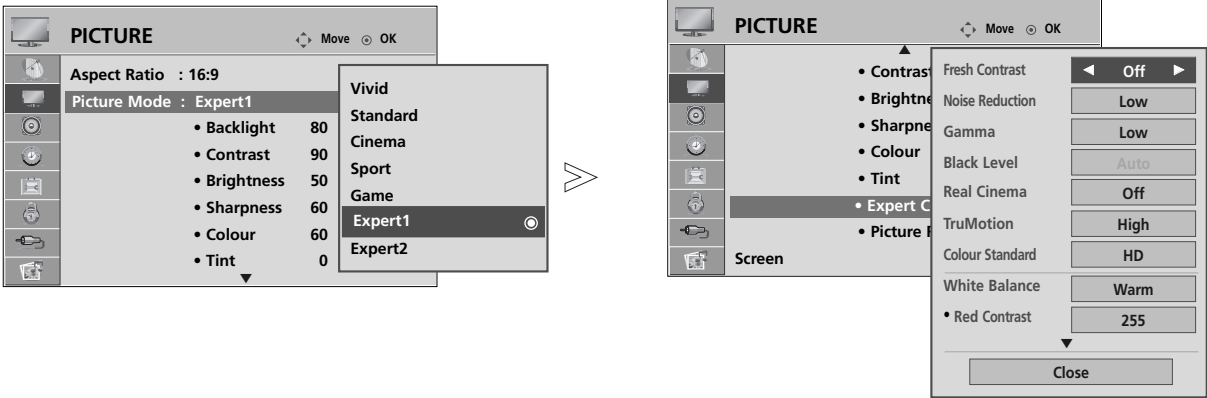 PICTURE
Move OK
Aspect Ratio : 16:9
Picture Mode : Expert1
• Backlight 80
• Contrast 90
• Brightness 50
• Sharpness 60
• Colour 60
• Tint 0
Vivid
Standard
Cinema
Sport
Game
Expert1
Expert2
PICTURE
Move OK
• Contrast
• Brightne
• Sharpne
• Colour
• Tint
• Expert C
• Picture
Screen
Fresh Contrast Off
Noise Reduction Low
Gamma Low
Black Level Auto
Real Cinema Off
TruMotion High
Colour Standard HD
White Balance Warm
• Red Contrast 255
Close